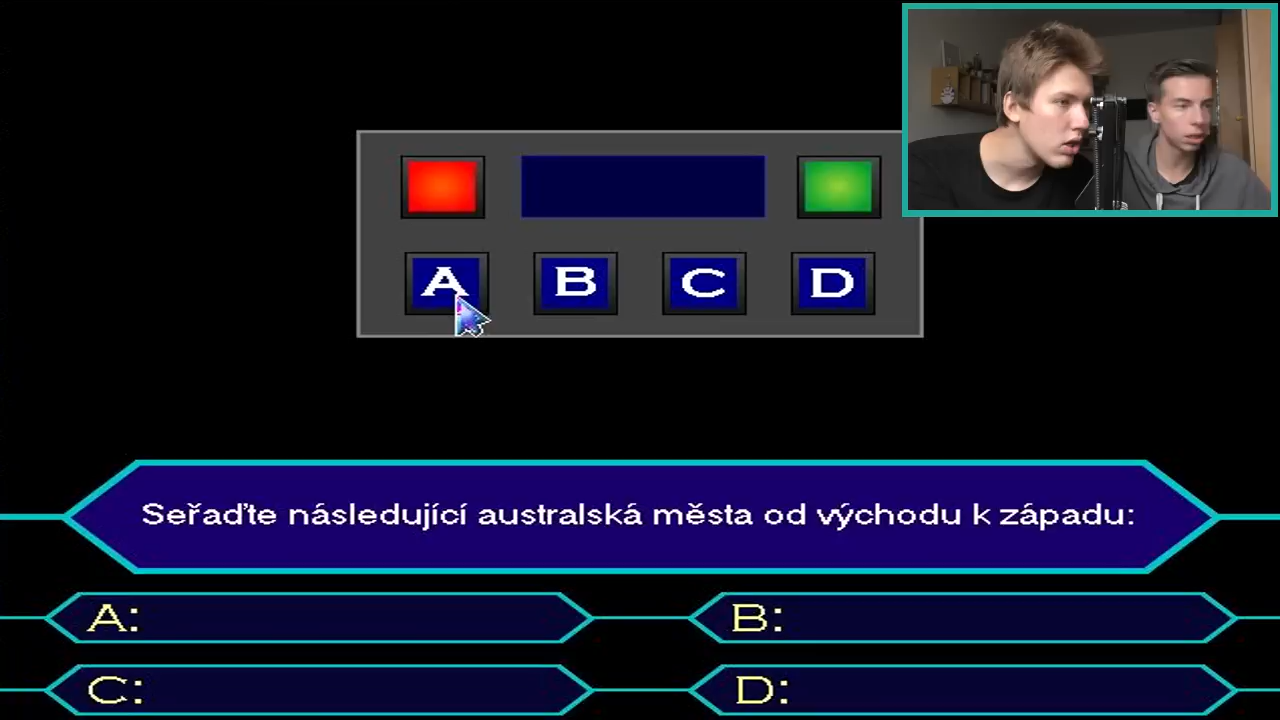 A B C D
Seřaďte následující australská města od východu k západu:
A: B:
C: D: